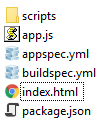 scripts
app.js
appspec.yml
buildspec.yml
index.html
package.json